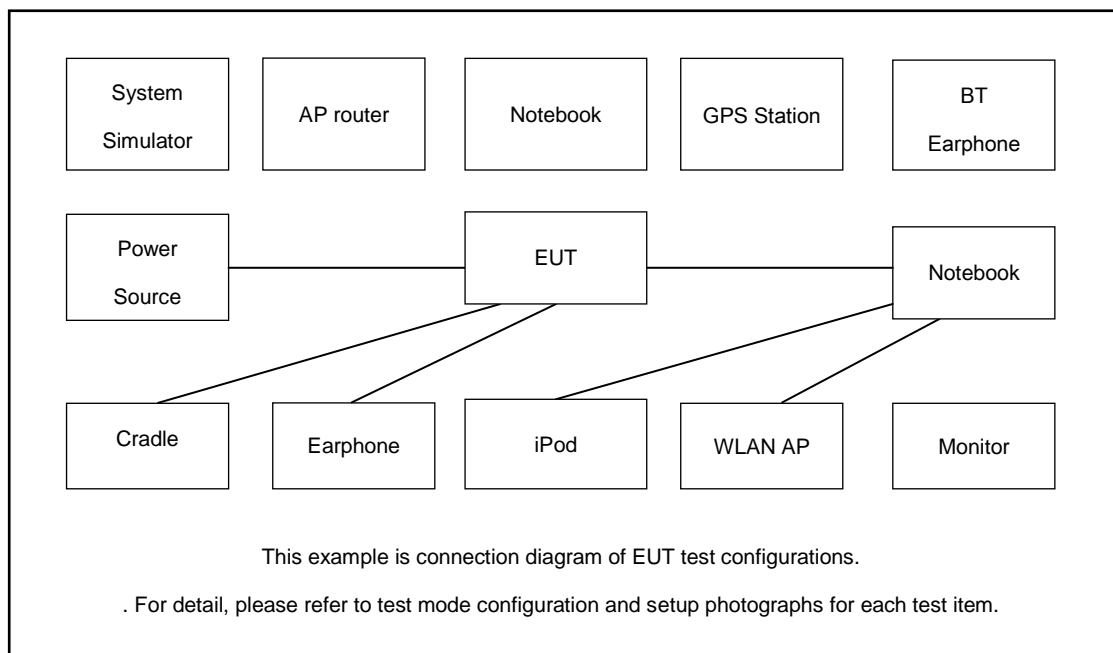 System
Simulator
AP router
Notebook
GPS Station
BT
Earphone
Power
Source
EUT
Notebook
Cradle
Earphone
iPod
WLAN AP
Monitor
This example is connection diagram of EUT test configurations.
. For detail, please refer to test mode configuration and setup photographs for each test item.